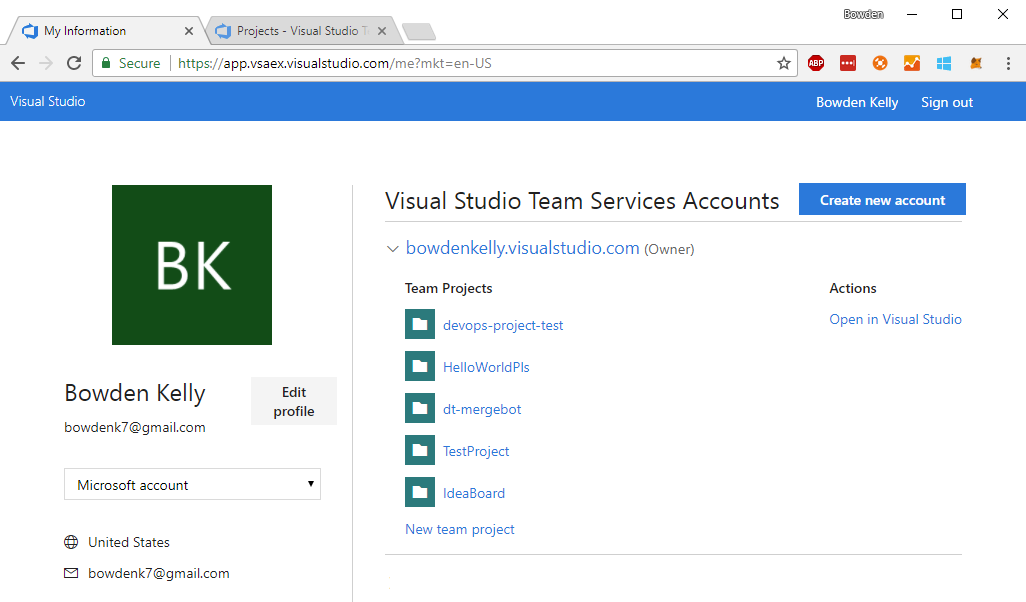 Bowden
My Information
Projects - Visual Studio T
Secure
https://app.vsaex.visualstudio.com/me?mkt=en-US
ABP
Visual Studio
Bowden Kelly
Sign out
BK
Bowden Kelly
Edit profile
bowdenk7@gmail.com
Microsoft account
United States
bowdenk7@gmail.com
Visual Studio Team Services Accounts
Create new account
bowdenkelly.visualstudio.com (Owner)
Team Projects
Actions
devops-project-test
Open in Visual Studio
HelloWorldPls
dt-mergebot
TestProject
IdeaBoard
New team project